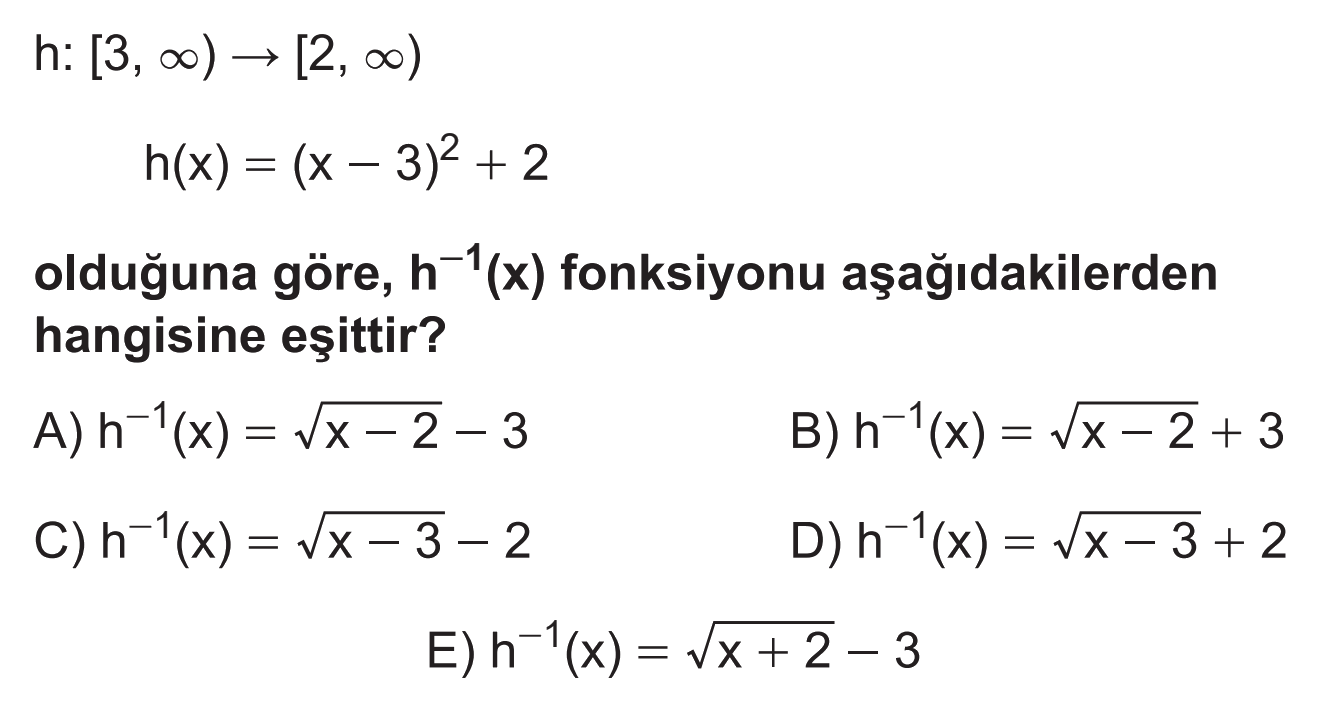 h: [3, ∞) → [2, ∞)
h(x) = (x − 3)² + 2
olduğuna göre, h⁻¹(x) fonksiyonu aşağıdakilerden
hangisine eşittir?
A) h⁻¹(x) = √(x − 2) − 3 B) h⁻¹(x) = √(x − 2) + 3
C) h⁻¹(x) = √(x − 3) − 2 D) h⁻¹(x) = √(x − 3) + 2
E) h⁻¹(x) = √(x + 2) − 3